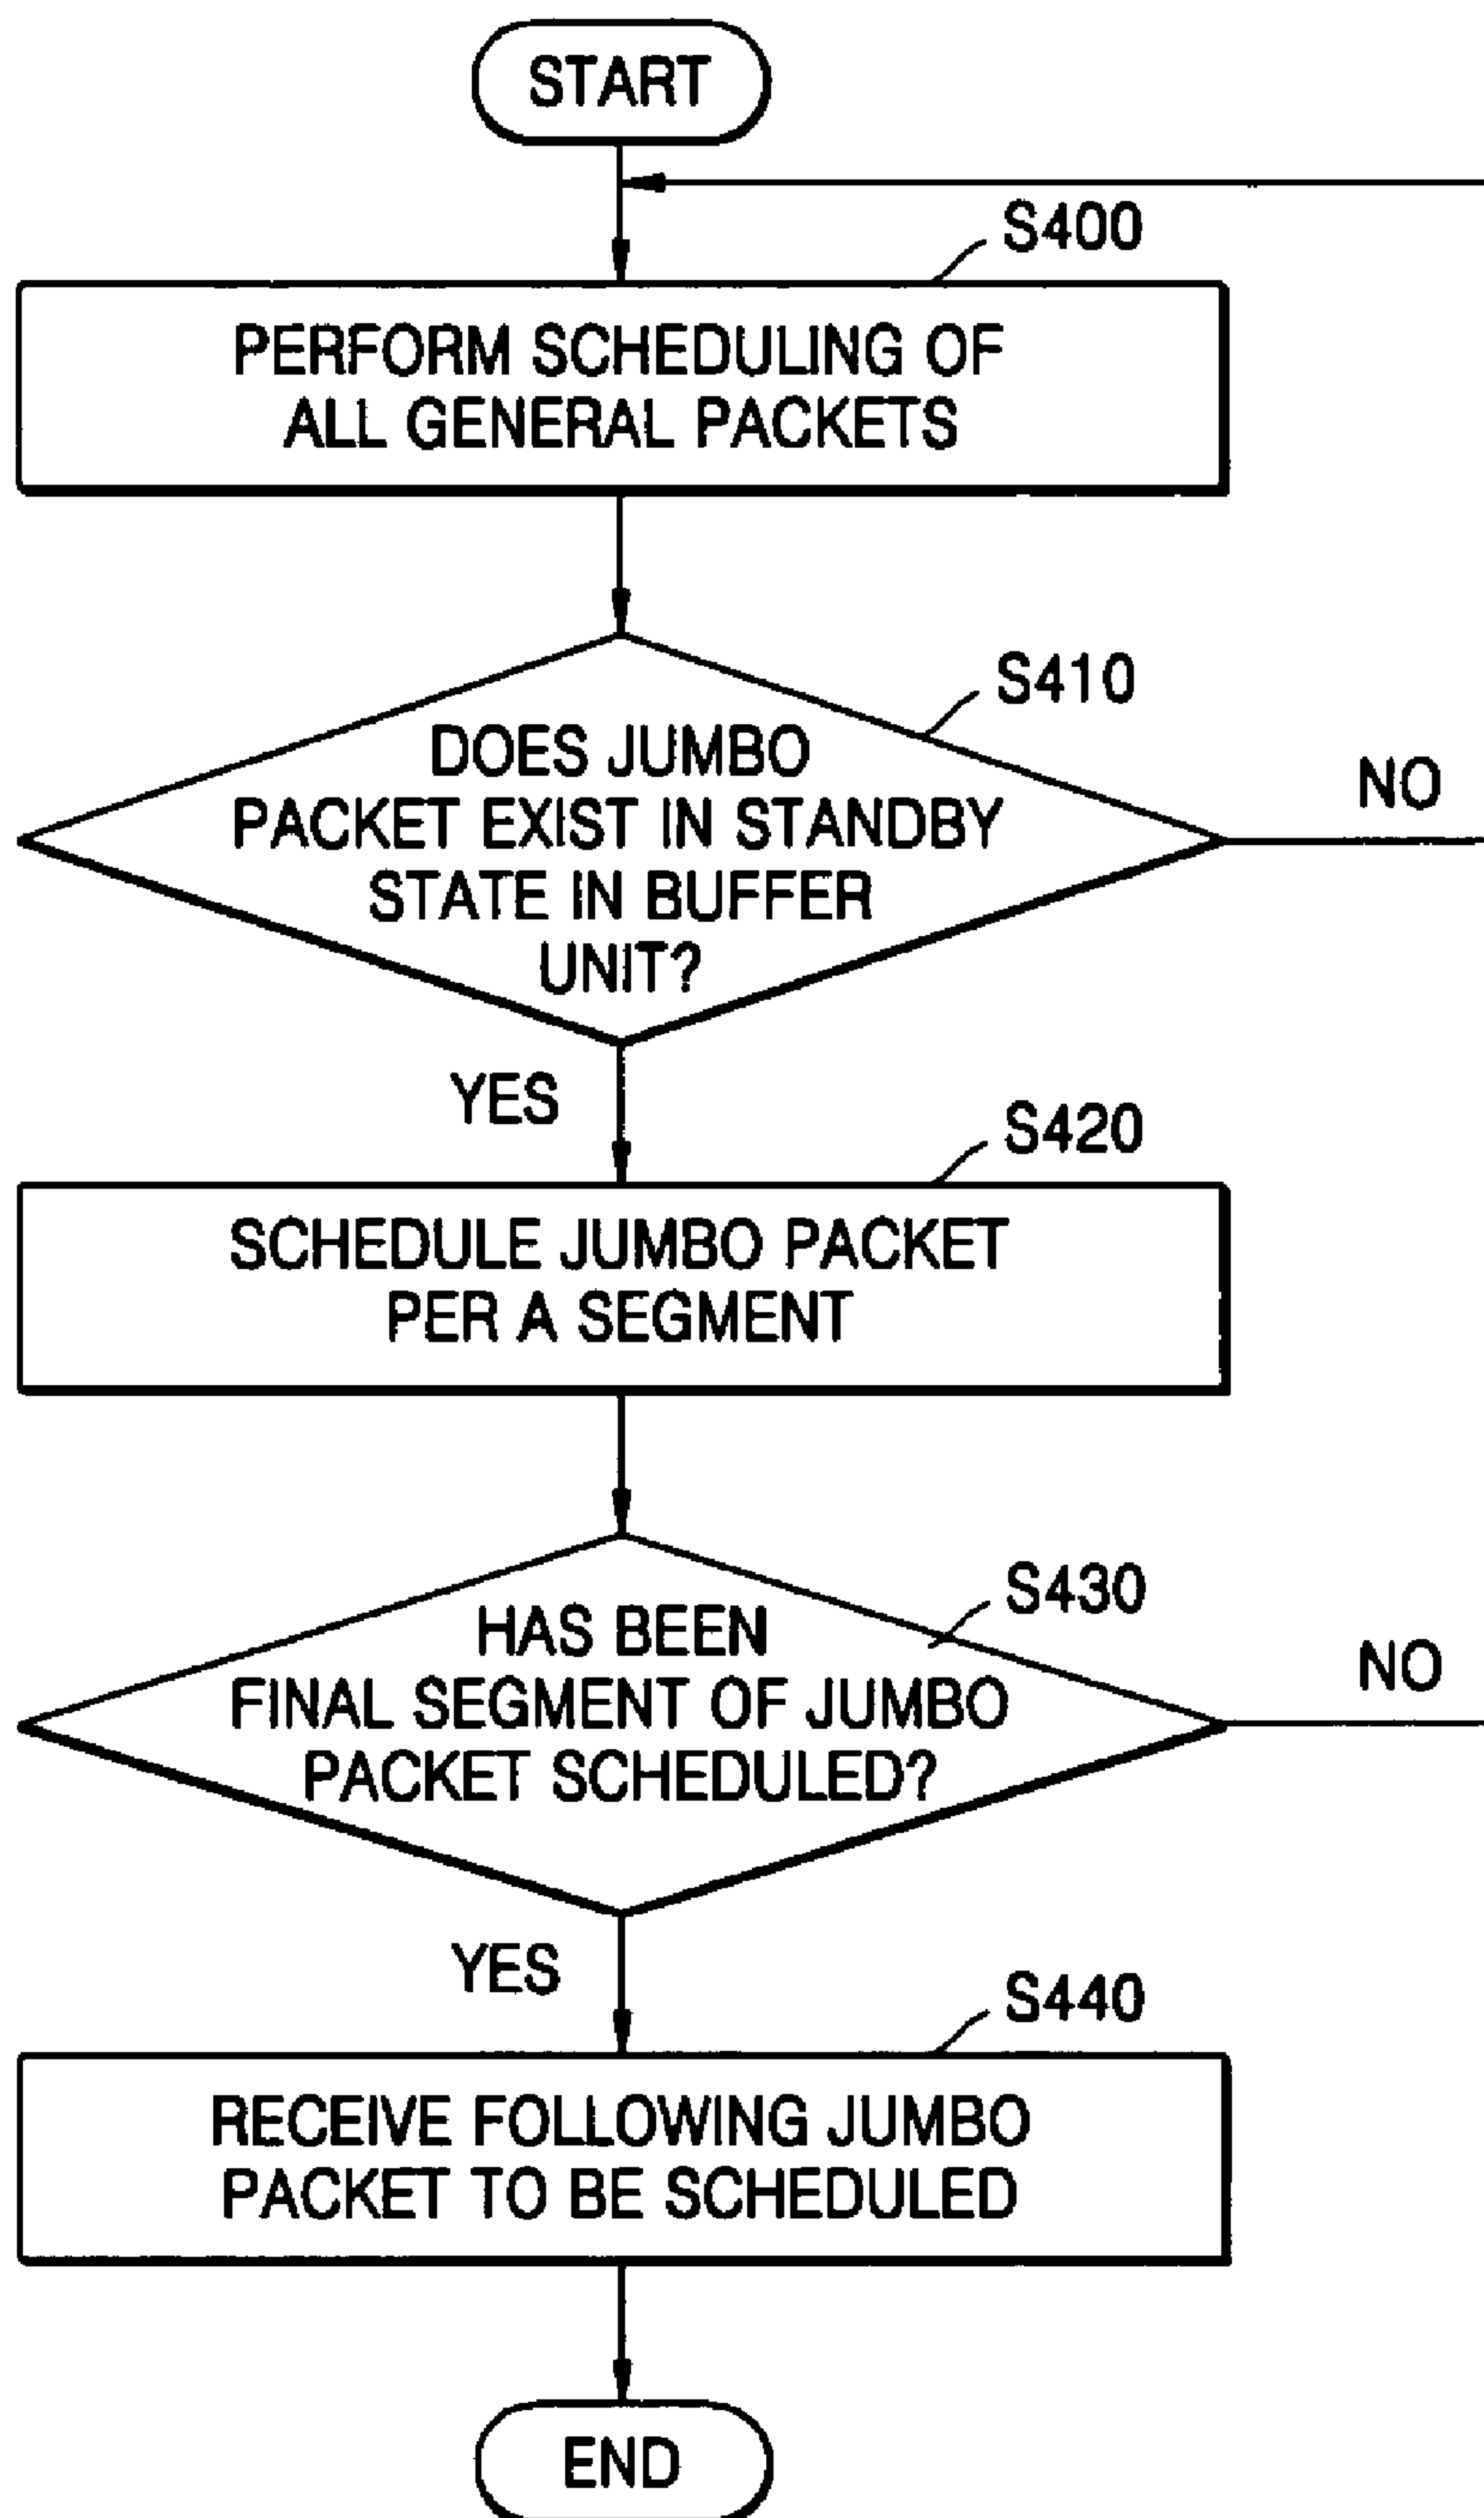 START
S400
PERFORM SCHEDULING OF
ALL GENERAL PACKETS
S410
DOES JUMBO
PACKET EXIST IN STANDBY
STATE IN BUFFER
UNIT?
NO
YES
S420
SCHEDULE JUMBO PACKET
PER A SEGMENT
S430
HAS BEEN
FINAL SEGMENT OF JUMBO
PACKET SCHEDULED?
NO
YES
S440
RECEIVE FOLLOWING JUMBO
PACKET TO BE SCHEDULED
END